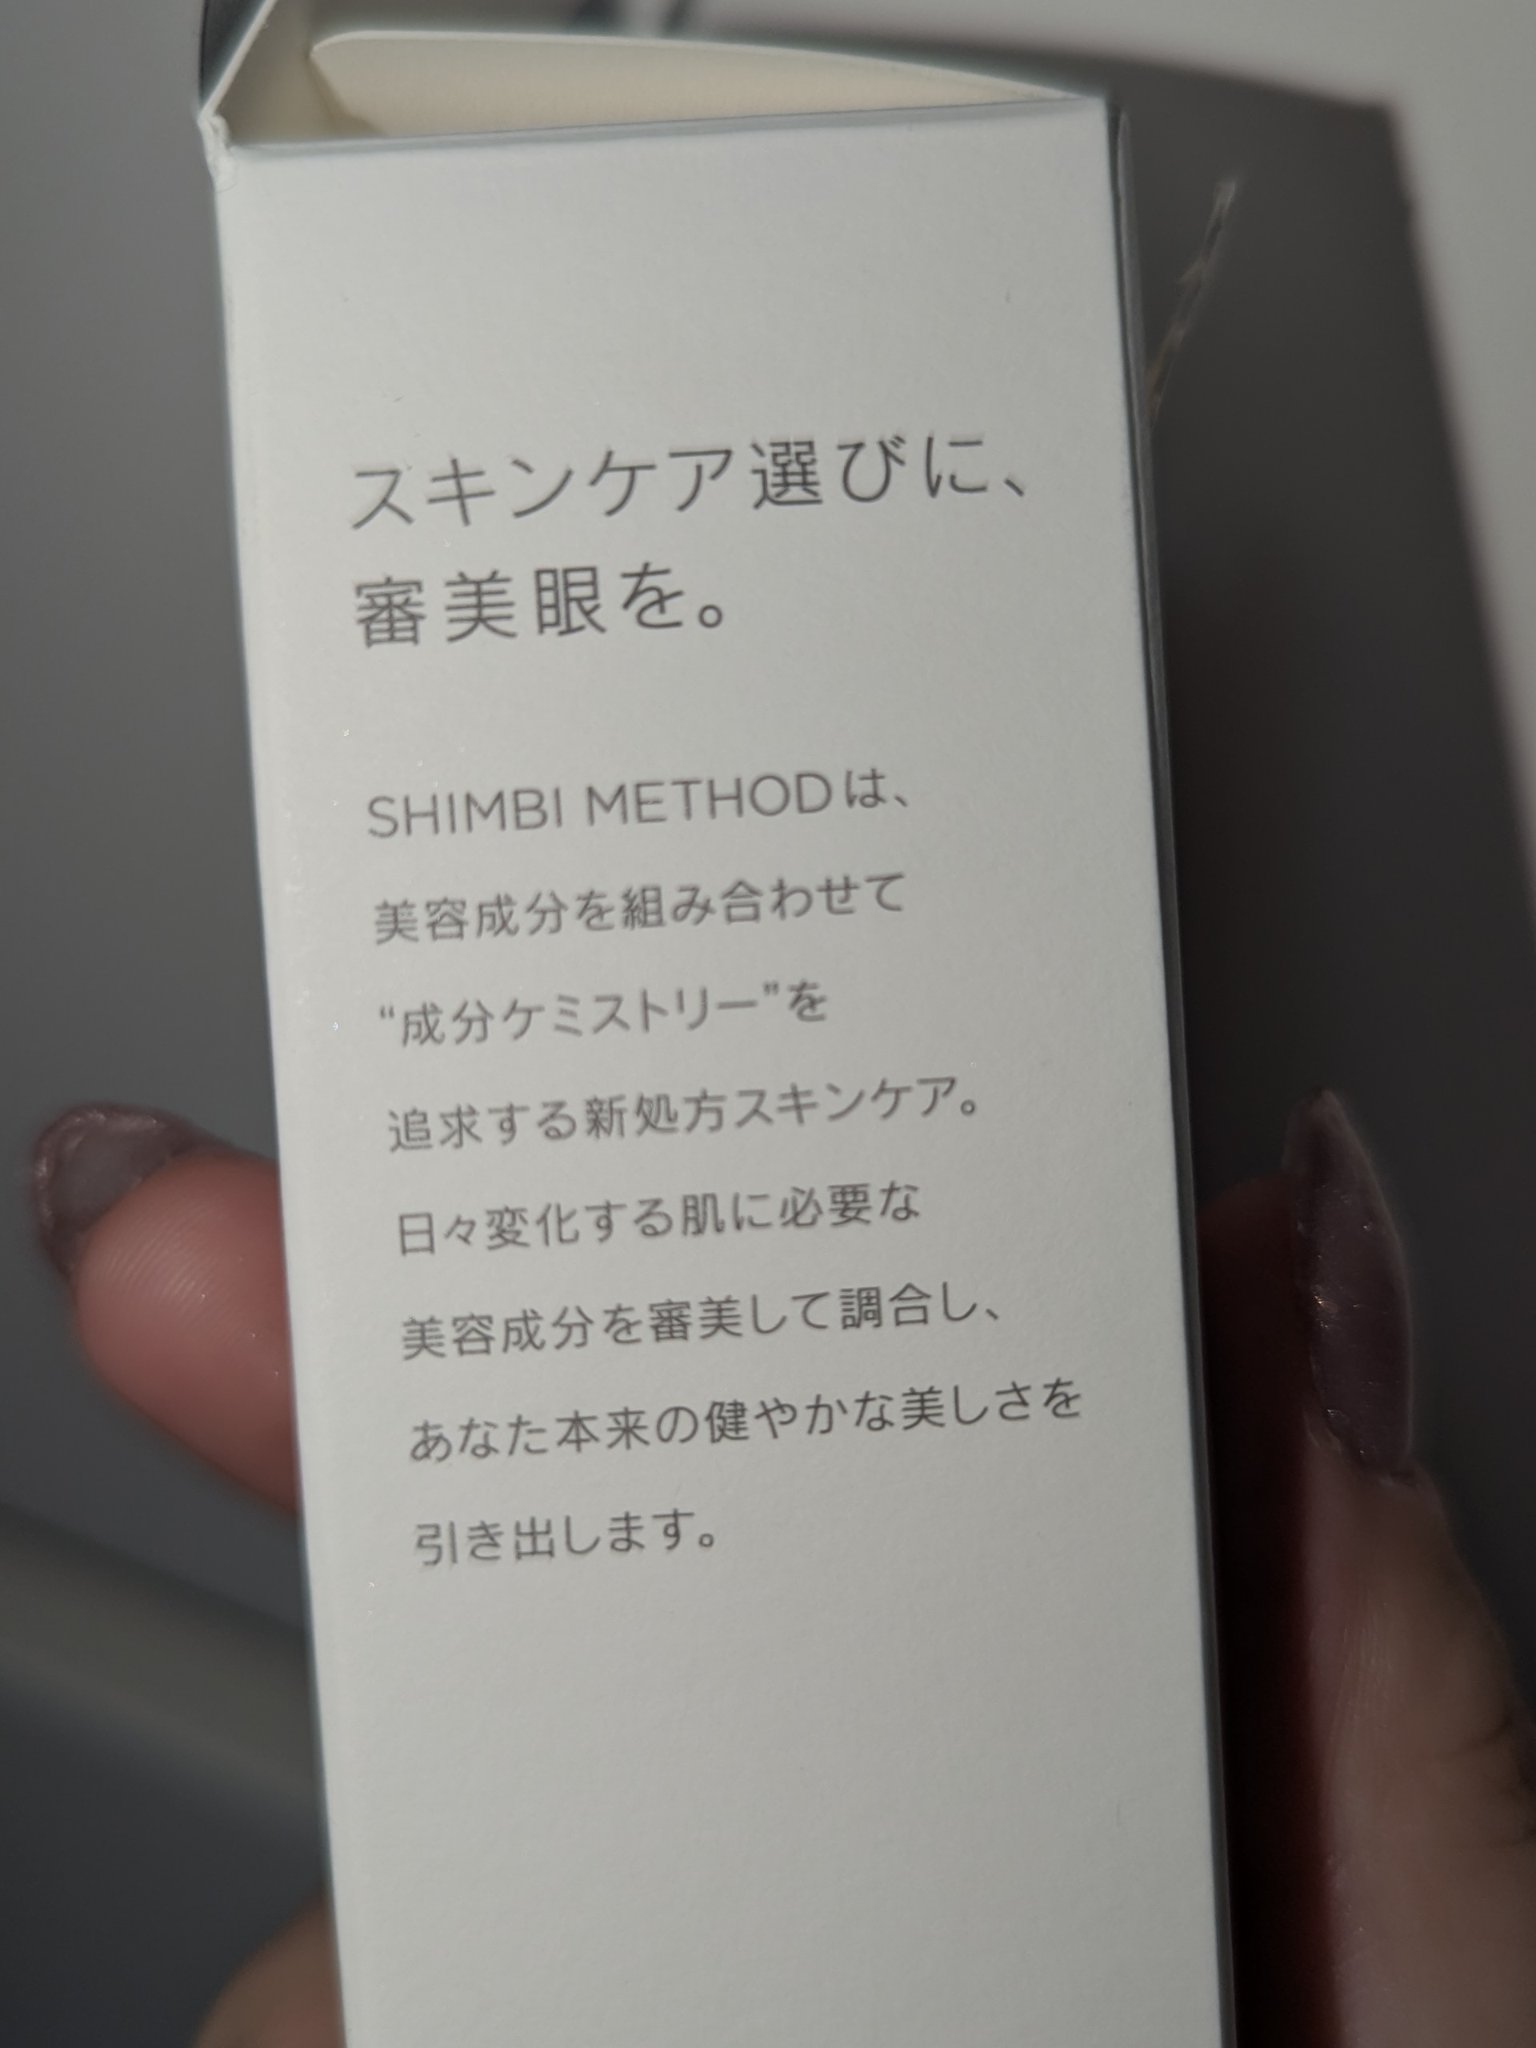 スキンケア選びに、
審美眼を。
SHIMBI METHODは、
美容成分を組み合わせて
“成分ケミストリー”を
追求する新処方スキンケア。
日々変化する肌に必要な
美容成分を審美して調合し、
あなた本来の健やかな美しさを
引き出します。